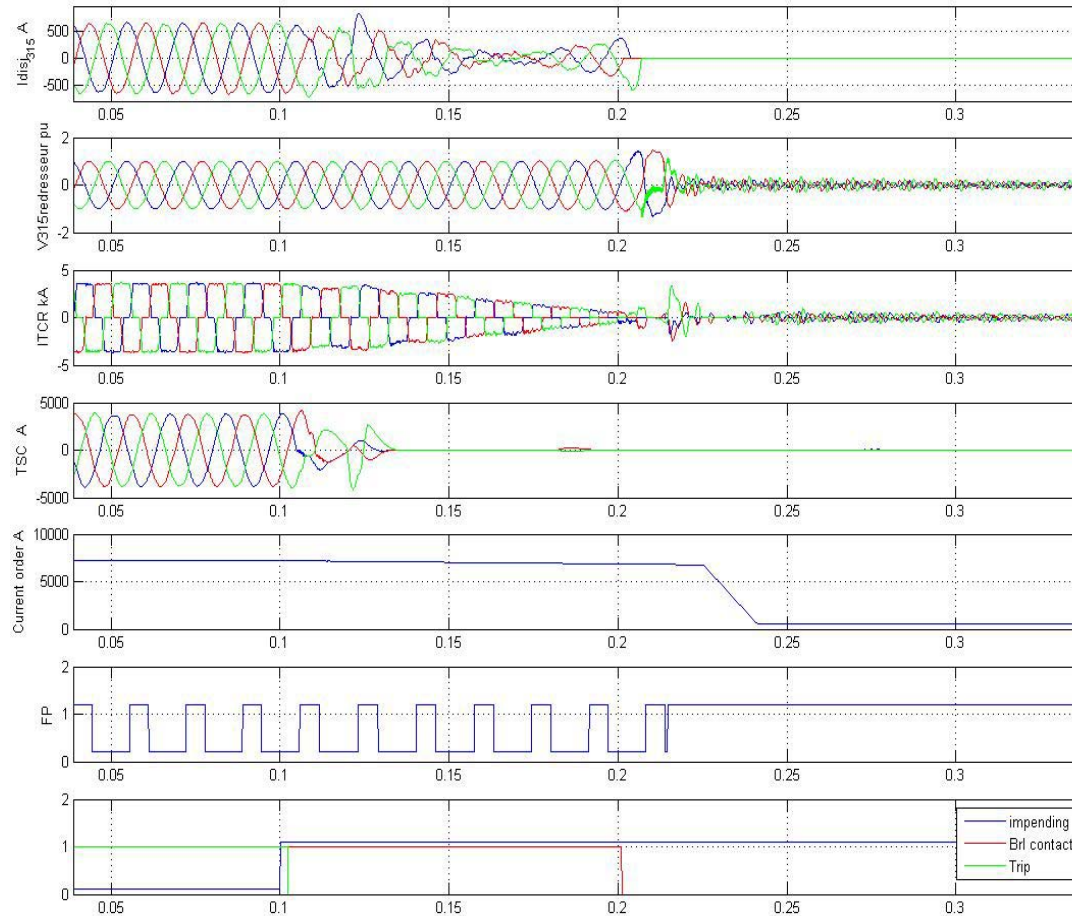 Idisj_315 A
500
0
-500
0.05 0.1 0.15 0.2 0.25 0.3
V315redresseur pu
2
0
-2
0.05 0.1 0.15 0.2 0.25 0.3
ITCR kA
5
0
-5
0.05 0.1 0.15 0.2 0.25 0.3
TSC A
5000
0
-5000
0.05 0.1 0.15 0.2 0.25 0.3
Current order A
10000
5000
0
0.05 0.1 0.15 0.2 0.25 0.3
FP
2
1
0
0.05 0.1 0.15 0.2 0.25 0.3
2
1
0
impending
Brl contact
Trip
0.05 0.1 0.15 0.2 0.25 0.3